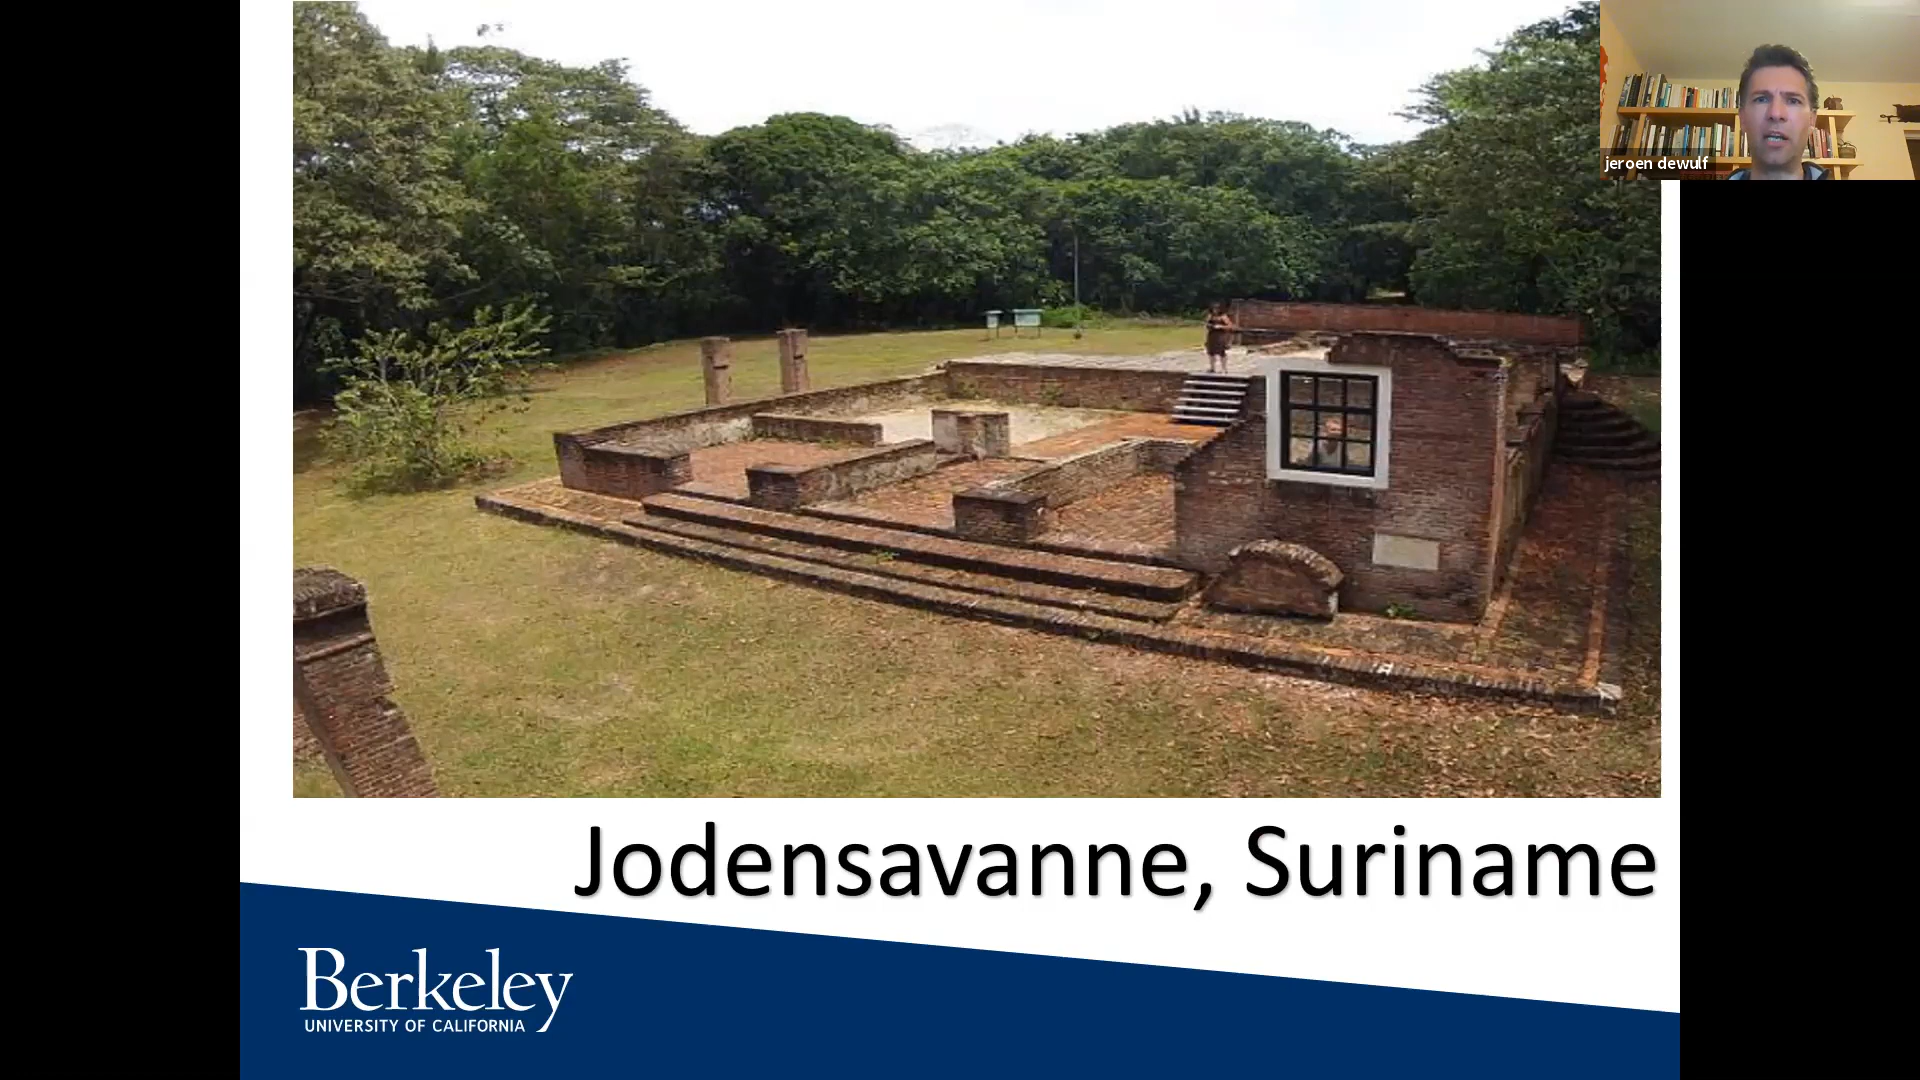 jeroen dewulf
Jodensavanne, Suriname
Berkeley
UNIVERSITY OF CALIFORNIA